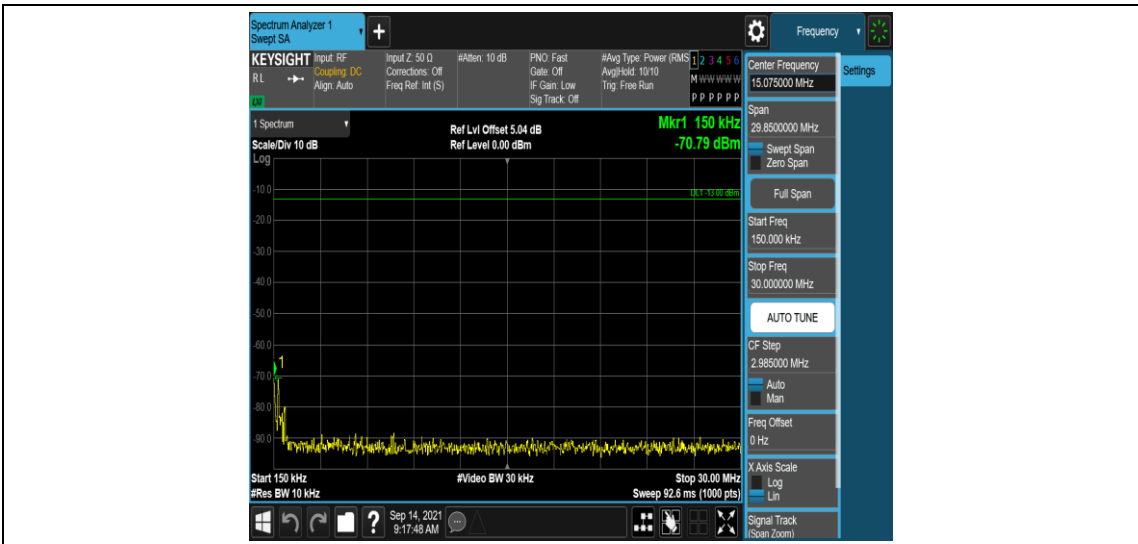 Spectrum Analyzer 1
Swept SA
+
Frequency
KEYSIGHT
RL
LXI
Input: RF
Coupling: DC
Align: Auto
Input Z: 50 Ω
Corrections: Off
Freq Ref: Int (S)
#Atten: 10 dB
PNO: Fast
Gate: Off
IF Gain: Low
Sig Track: Off
#Avg Type: Power (RMS
Avg|Hold: 10/10
Trig: Free Run
1 2 3 4 5 6
M W W W W W
P P P P P P
1 Spectrum
Scale/Div 10 dB
Log
Ref Lvl Offset 5.04 dB
Ref Level 0.00 dBm
Mkr1 150 kHz
-70.79 dBm
DL1 -13.00 dBm
-10.0
-20.0
-30.0
-40.0
-50.0
-60.0
-70.0
-80.0
-90.0
1
Start 150 kHz
#Res BW 10 kHz
#Video BW 30 kHz
Stop 30.00 MHz
Sweep 92.6 ms (1000 pts)
?
Sep 14, 2021
9:17:48 AM
Center Frequency
15.075000 MHz
Span
29.8500000 MHz
Swept Span
Zero Span
Full Span
Start Freq
150.000 kHz
Stop Freq
30.000000 MHz
AUTO TUNE
CF Step
2.985000 MHz
Auto
Man
Freq Offset
0 Hz
X Axis Scale
Log
Lin
Signal Track
(Span Zoom)
Settings